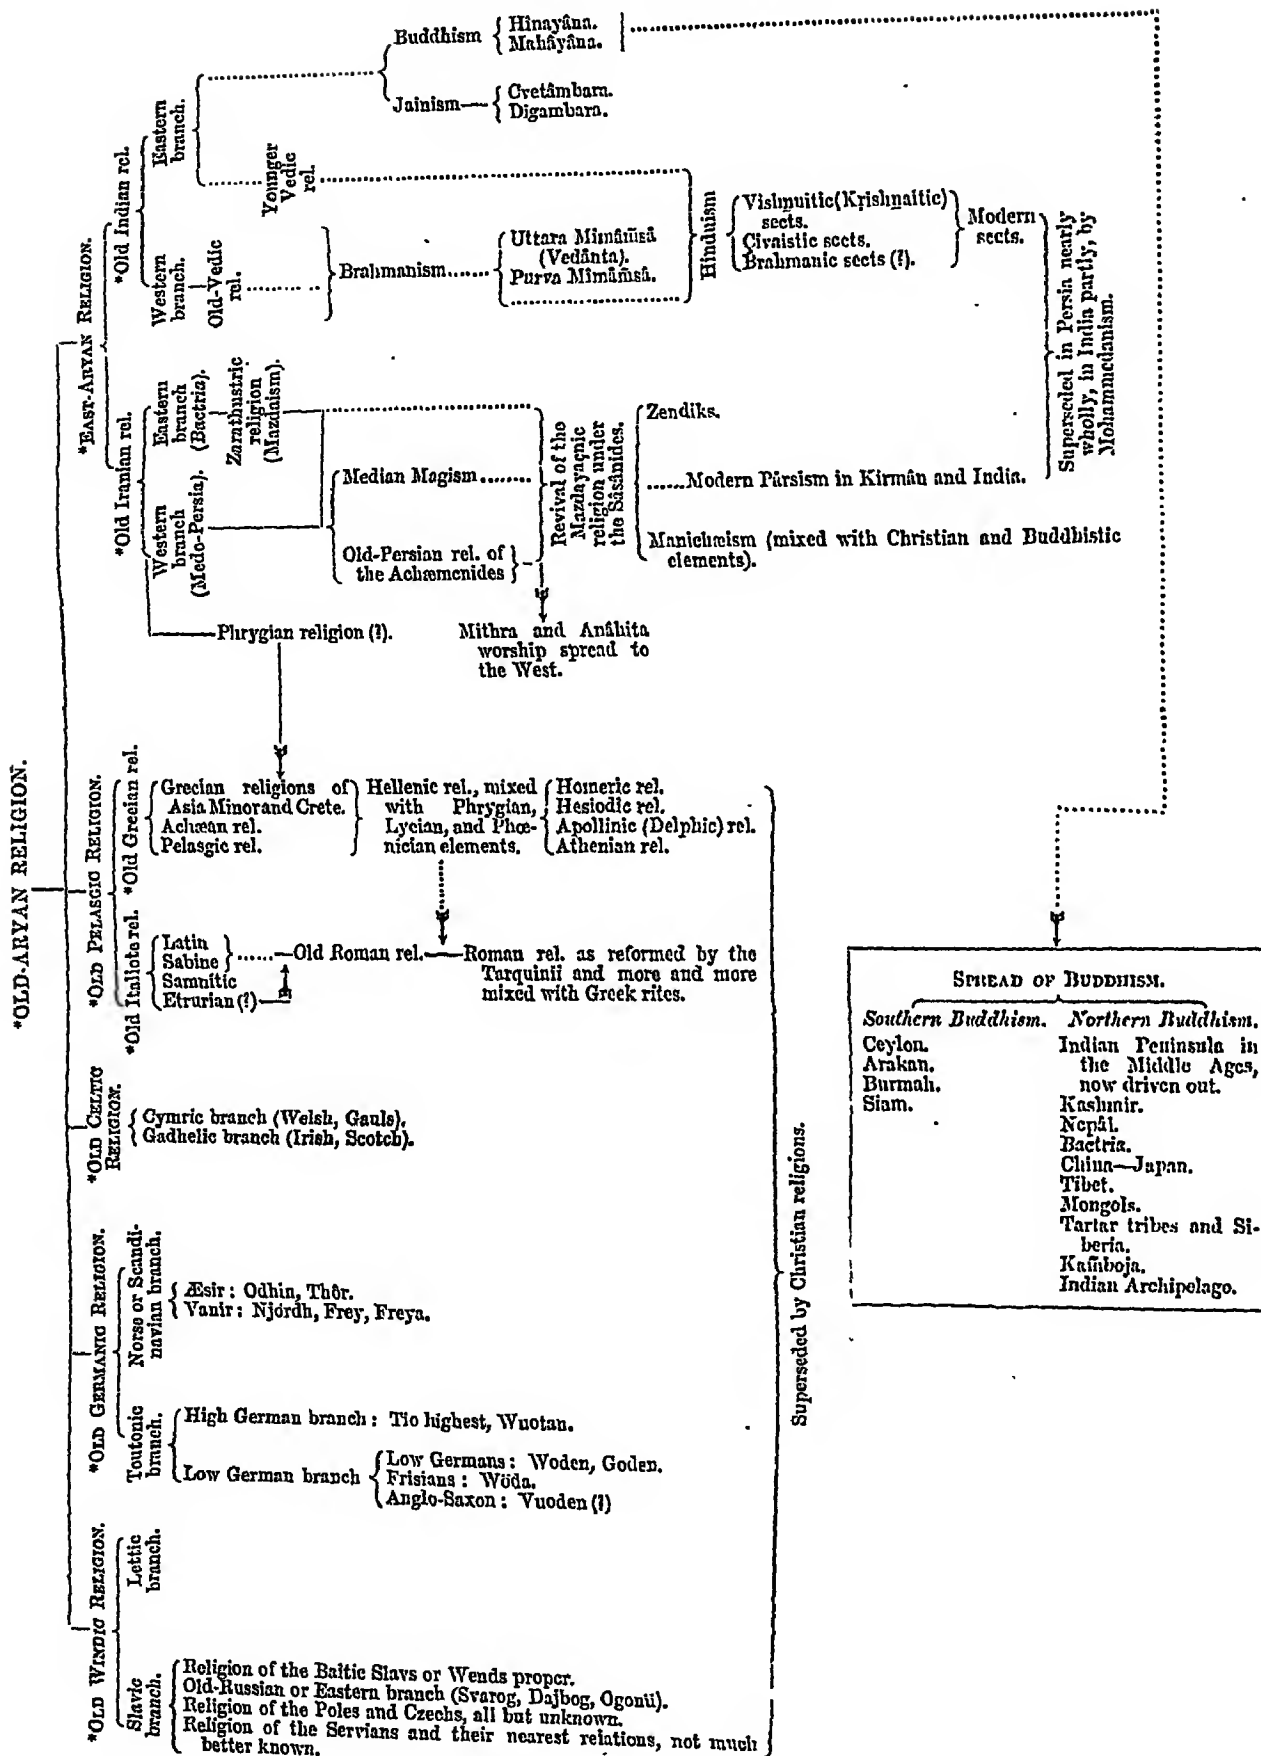 *OLD-ARYAN RELIGION.
*EAST-ARYAN RELIGION.
*Old Indian rel.
Eastern
branch.
Buddhism
Hînayâna.
Mahâyâna.
Jainism
Çvetâmbara.
Digambara.
Younger
Vedic
rel.
Western
branch.
Old-Vedic
rel.
Brahmanism
Uttara Mîmâm̃sâ
(Vedânta).
Purva Mîmâm̃sâ.
Hinduism
Vishṇuitic (Kṛishṇaitic)
sects.
Çivaistic sects.
Brahmanic sects (?).
Modern
sects.
Superseded in Persia nearly
wholly, in India partly, by
Mohammedanism.
*Old Iranian rel.
Eastern
branch
(Bactria).
Zarathustric
religion
(Mazdaism).
Western
branch
(Medo-Persia).
Median Magism
Old-Persian rel. of
the Achæmenides
Revival of the
Mazdayaçnic
religion under
the Sâsânides.
Zendiks.
Modern Pârsism in Kirmân and India.
Manichæism (mixed with Christian and Buddhistic
elements).
Phrygian religion (?).
Mithra and Anâhita
worship spread to
the West.
*OLD PELASGIC RELIGION.
*Old Grecian rel.
Grecian religions of
Asia Minor and Crete.
Achæan rel.
Pelasgic rel.
Hellenic rel., mixed
with Phrygian,
Lycian, and Phœ-
nician elements.
Homeric rel.
Hesiodic rel.
Apollinic (Delphic) rel.
Athenian rel.
*Old Italiote rel.
Latin
Sabine
Samnitic
Etrurian (?)
Old Roman rel.
Roman rel. as reformed by the
Tarquinii and more and more
mixed with Greek rites.
*OLD CELTIC
RELIGION.
Cymric branch (Welsh, Gauls).
Gadhelic branch (Irish, Scotch).
*OLD GERMANIC RELIGION.
Norse or Scandi-
navian branch.
Æsir: Odhin, Thôr.
Vanir: Njördh, Frey, Freya.
Teutonic
branch.
High German branch: Tio highest, Wuotan.
Low German branch
Low Germans: Woden, Goden.
Frisians: Wöda.
Anglo-Saxon: Vuoden (?)
*OLD WINDIC RELIGION.
Lettic
branch.
Slavic
branch.
Religion of the Baltic Slavs or Wends proper.
Old-Russian or Eastern branch (Svarog, Dajbog, Ogonü).
Religion of the Poles and Czechs, all but unknown.
Religion of the Servians and their nearest relations, not much
better known.
Superseded by Christian religions.
SPREAD OF BUDDHISM.
Southern Buddhism.
Ceylon.
Arakan.
Burmah.
Siam.
Northern Buddhism.
Indian Peninsula in
the Middle Ages,
now driven out.
Kashmir.
Nepâl.
Bactria.
China—Japan.
Tibet.
Mongols.
Tartar tribes and Si-
beria.
Kam̃boja.
Indian Archipelago.